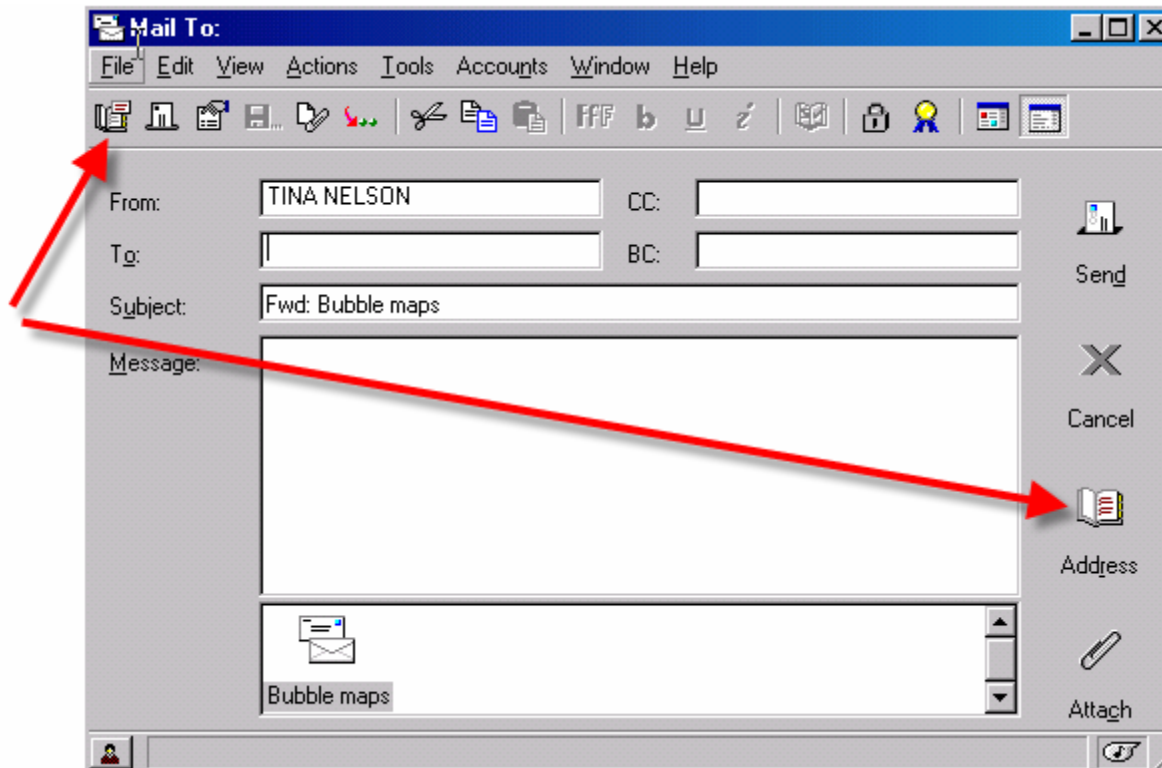 Mail To:
File Edit View Actions Tools Accounts Window Help
FfF b u i
From: TINA NELSON CC:
To: BC:
Send
Subject: Fwd: Bubble maps
Message:
Cancel
Address
Bubble maps
Attach